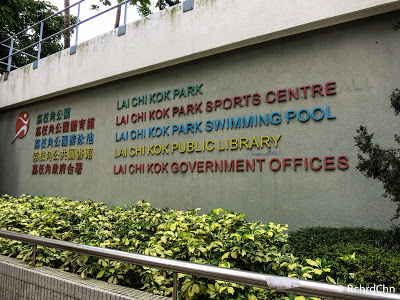 荔枝角公園
荔枝角公園體育館
荔枝角公園游泳池
荔枝角公共圖書館
荔枝角政府合署
LAI CHI KOK PARK
LAI CHI KOK PARK SPORTS CENTRE
LAI CHI KOK PARK SWIMMING POOL
LAI CHI KOK PUBLIC LIBRARY
LAI CHI KOK GOVERNMENT OFFICES
© RchrdChn